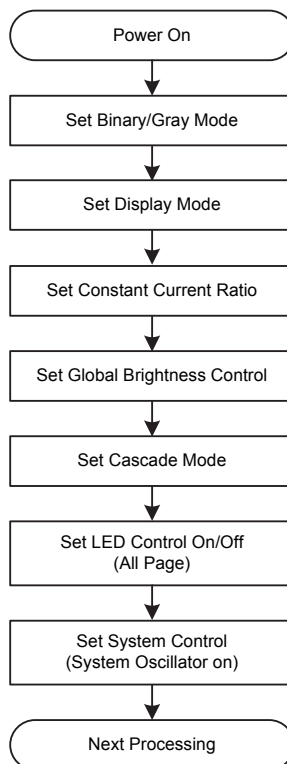 Power On
Set Binary/Gray Mode
Set Display Mode
Set Constant Current Ratio
Set Global Brightness Control
Set Cascade Mode
Set LED Control On/Off
(All Page)
Set System Control
(System Oscillator on)
Next Processing